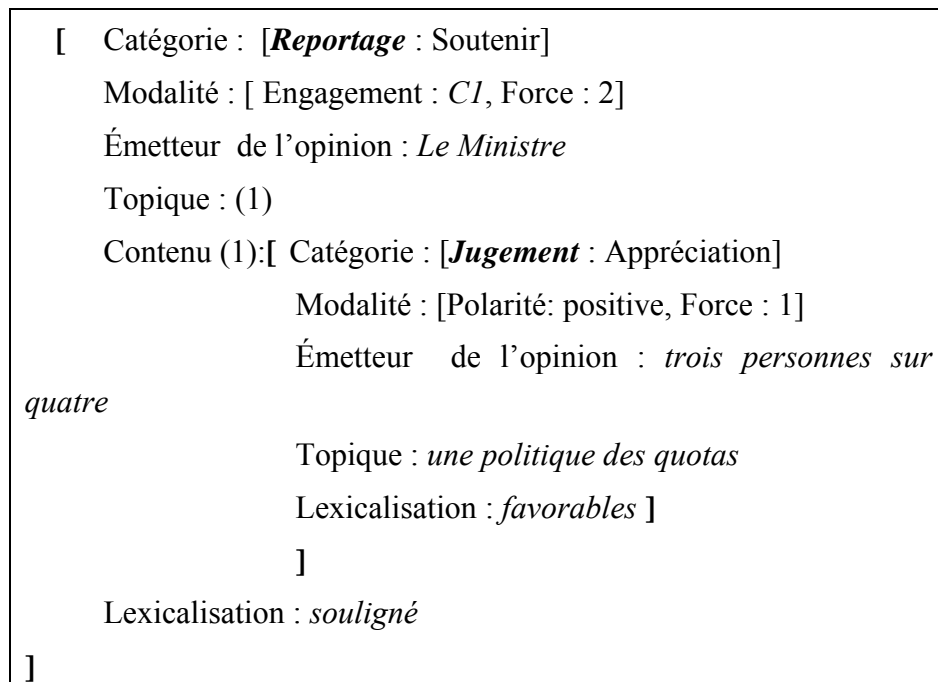 [ Catégorie : [Reportage : Soutenir]
Modalité : [ Engagement : C1, Force : 2]
Émetteur de l’opinion : Le Ministre
Topique : (1)
Contenu (1):[ Catégorie : [Jugement : Appréciation]
Modalité : [Polarité: positive, Force : 1]
Émetteur de l’opinion : trois personnes sur
quatre
Topique : une politique des quotas
Lexicalisation : favorables ]
]
Lexicalisation : souligné
]